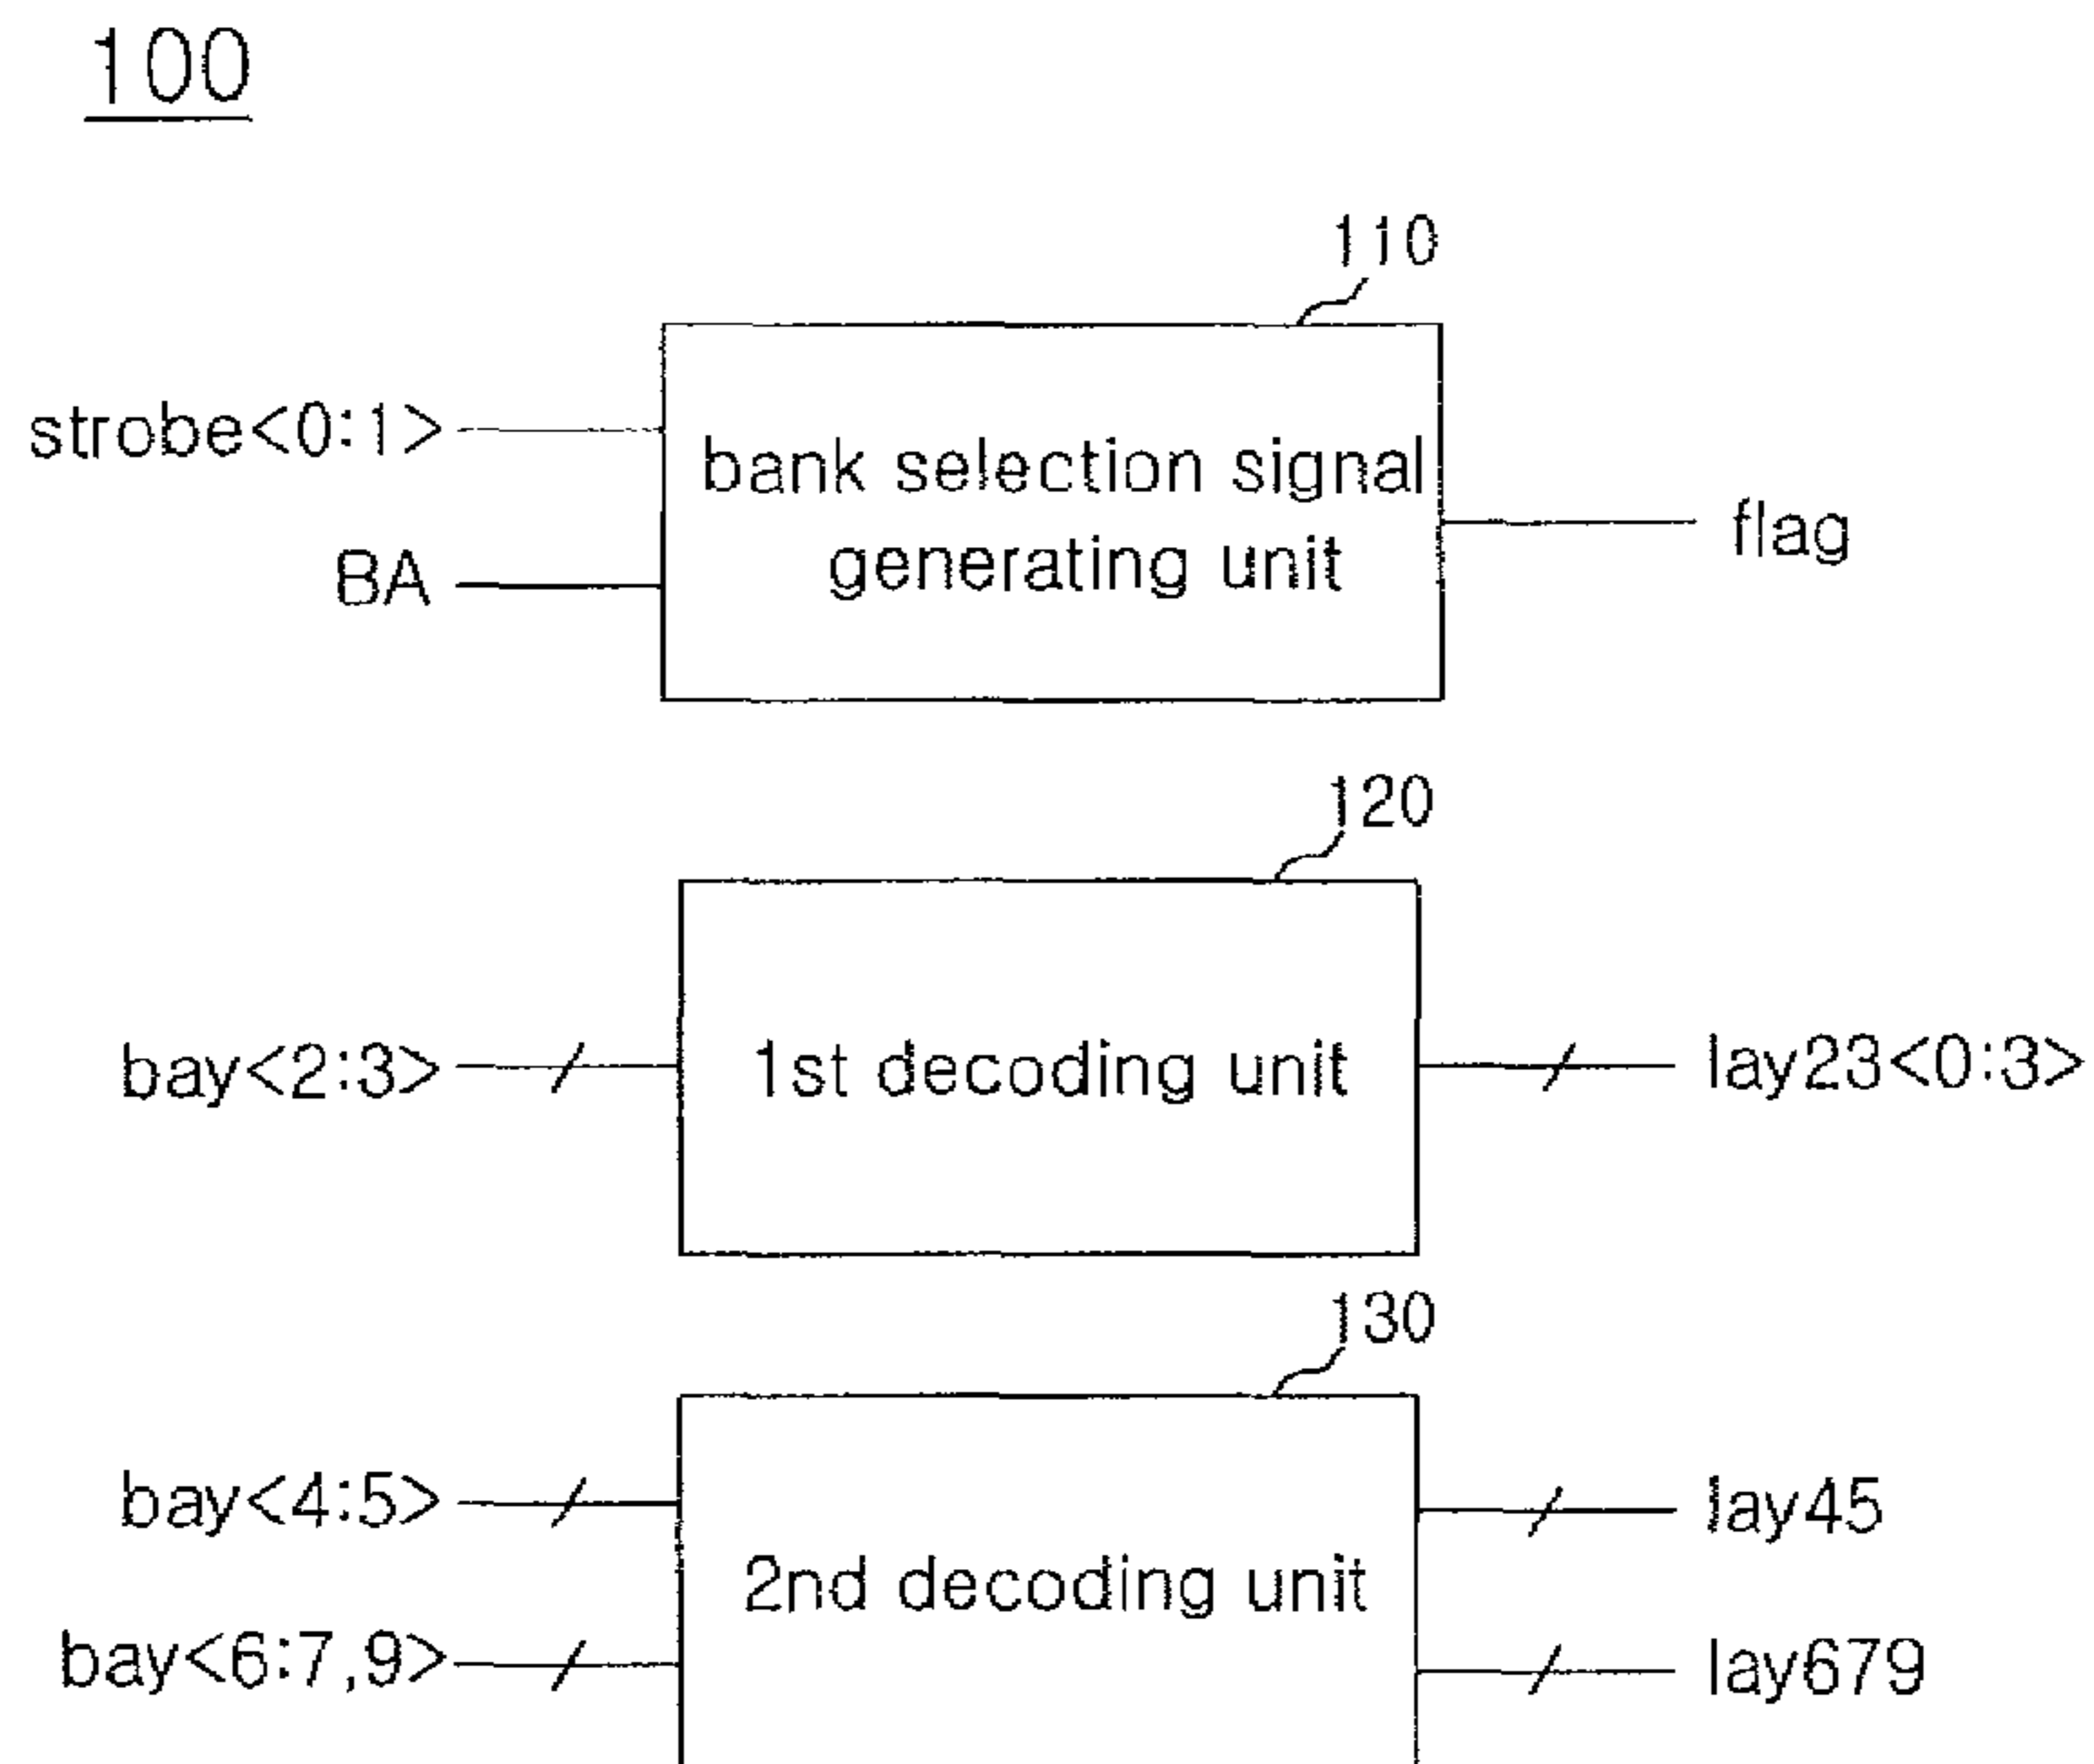 100
110
strobe<0:1>
bank selection signal
generating unit
BA
flag
120
bay<2:3>
1st decoding unit
lay23<0:3>
130
bay<4:5>
lay45
2nd decoding unit
bay<6:7,9>
lay679